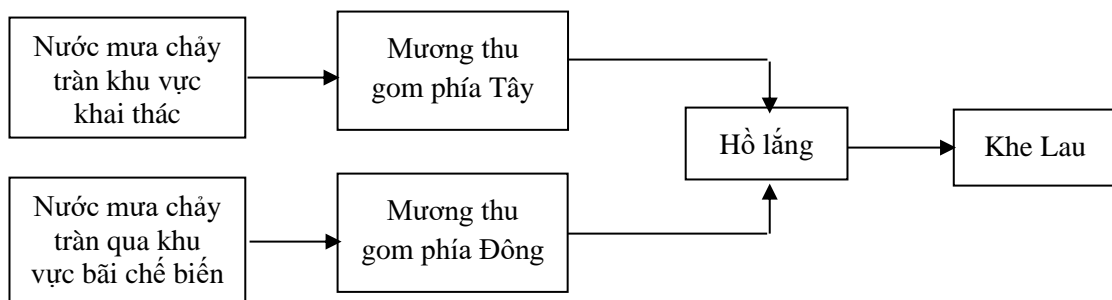 Nước mưa chảy
tràn khu vực
khai thác
Mương thu
gom phía Tây
Hồ lắng
Khe Lau
Nước mưa chảy
tràn qua khu
vực bãi chế biến
Mương thu
gom phía Đông